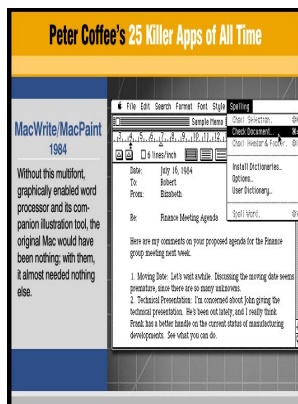 Peter Coffee's 25 Killer Apps of All Time
MacWrite/MacPaint
1984
Without this multifont,
graphically enabled word
processor and its com-
panion illustration tool, the
original Mac would have
been nothing; with them,
it almost needed nothing
else.
File Edit Search Format Font Style Spelling
Sample Memo
Check Selection...
Check Document...
Check Header & Footer...
Install Dictionaries...
Options...
User Dictionary...
Spell Word...
6 lines/inch
Date: July 16, 1984
To: Robert
From: Elizabeth
Re: Finance Meeting Agenda
Here are my comments on your proposed agenda for the Finance
group meeting next week.
1. Moving Date: Let's wait awhile. Discussing the moving date seems
premature, since there are so many unknowns.
2. Technical Presentation: I'm concerned about John giving the
technical presentation. He's been out lately, and I really think
Frank has a better handle on the current status of manufacturing
developments. See what you can do.